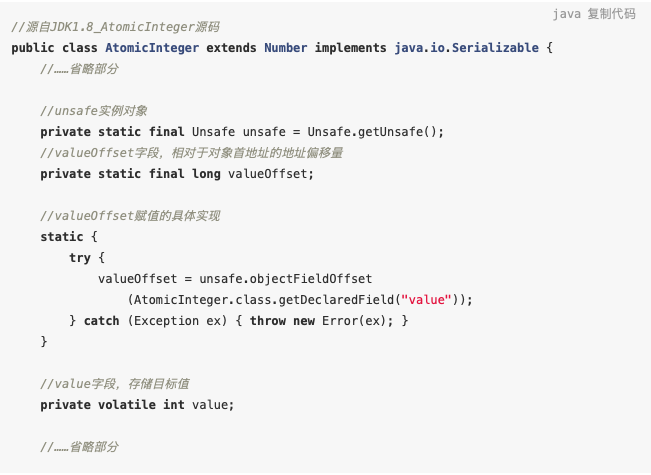 java 复制代码
//源自JDK1.8_AtomicInteger源码
public class AtomicInteger extends Number implements java.io.Serializable {
//……省略部分
//unsafe实例对象
private static final Unsafe unsafe = Unsafe.getUnsafe();
//valueOffset字段，相对于对象首地址的地址偏移量
private static final long valueOffset;
//valueOffset赋值的具体实现
static {
try {
valueOffset = unsafe.objectFieldOffset
(AtomicInteger.class.getDeclaredField("value"));
} catch (Exception ex) { throw new Error(ex); }
}
//value字段，存储目标值
private volatile int value;
//……省略部分